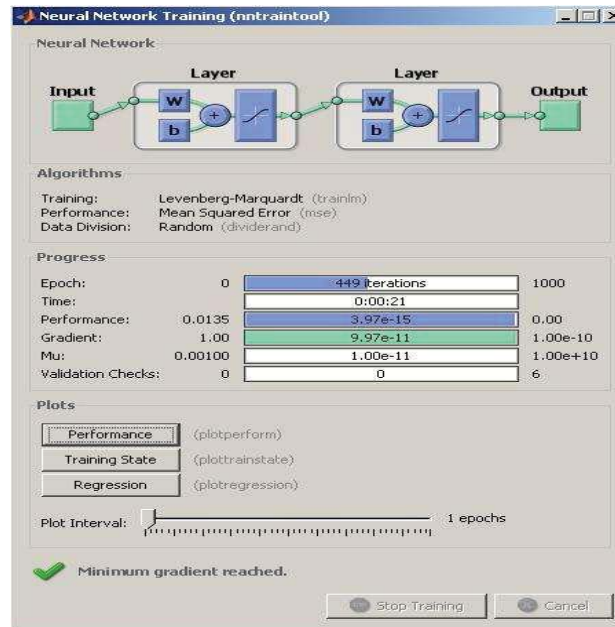 Neural Network Training (nntraintool)
Neural Network
Layer Layer
Input Output
W W
b b
+ +
Algorithms
Training: Levenberg-Marquardt (trainlm)
Performance: Mean Squared Error (mse)
Data Division: Random (dividerand)
Progress
Epoch: 0 449 iterations 1000
Time: 0:00:21
Performance: 0.0135 3.97e-15 0.00
Gradient: 1.00 9.97e-11 1.00e-10
Mu: 0.00100 1.00e-11 1.00e+10
Validation Checks: 0 0 6
Plots
Performance (plotperform)
Training State (plottrainstate)
Regression (plotregression)
Plot Interval: 1 epochs
Minimum gradient reached.
Stop Training Cancel